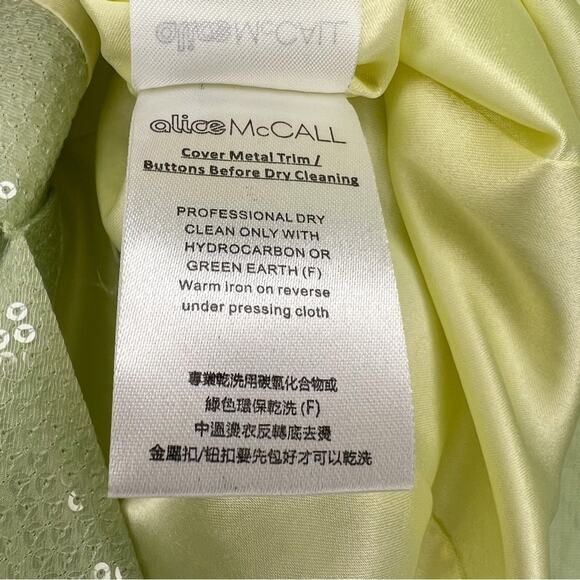 alice McCALL
alice McCALL
Cover Metal Trim /
Buttons Before Dry Cleaning
PROFESSIONAL DRY
CLEAN ONLY WITH
HYDROCARBON OR
GREEN EARTH (F)
Warm iron on reverse
under pressing cloth
專業乾洗用碳氫化合物或
綠色環保乾洗 (F)
中溫燙衣反轉底去燙
金屬扣/紐扣要先包好才可以乾洗